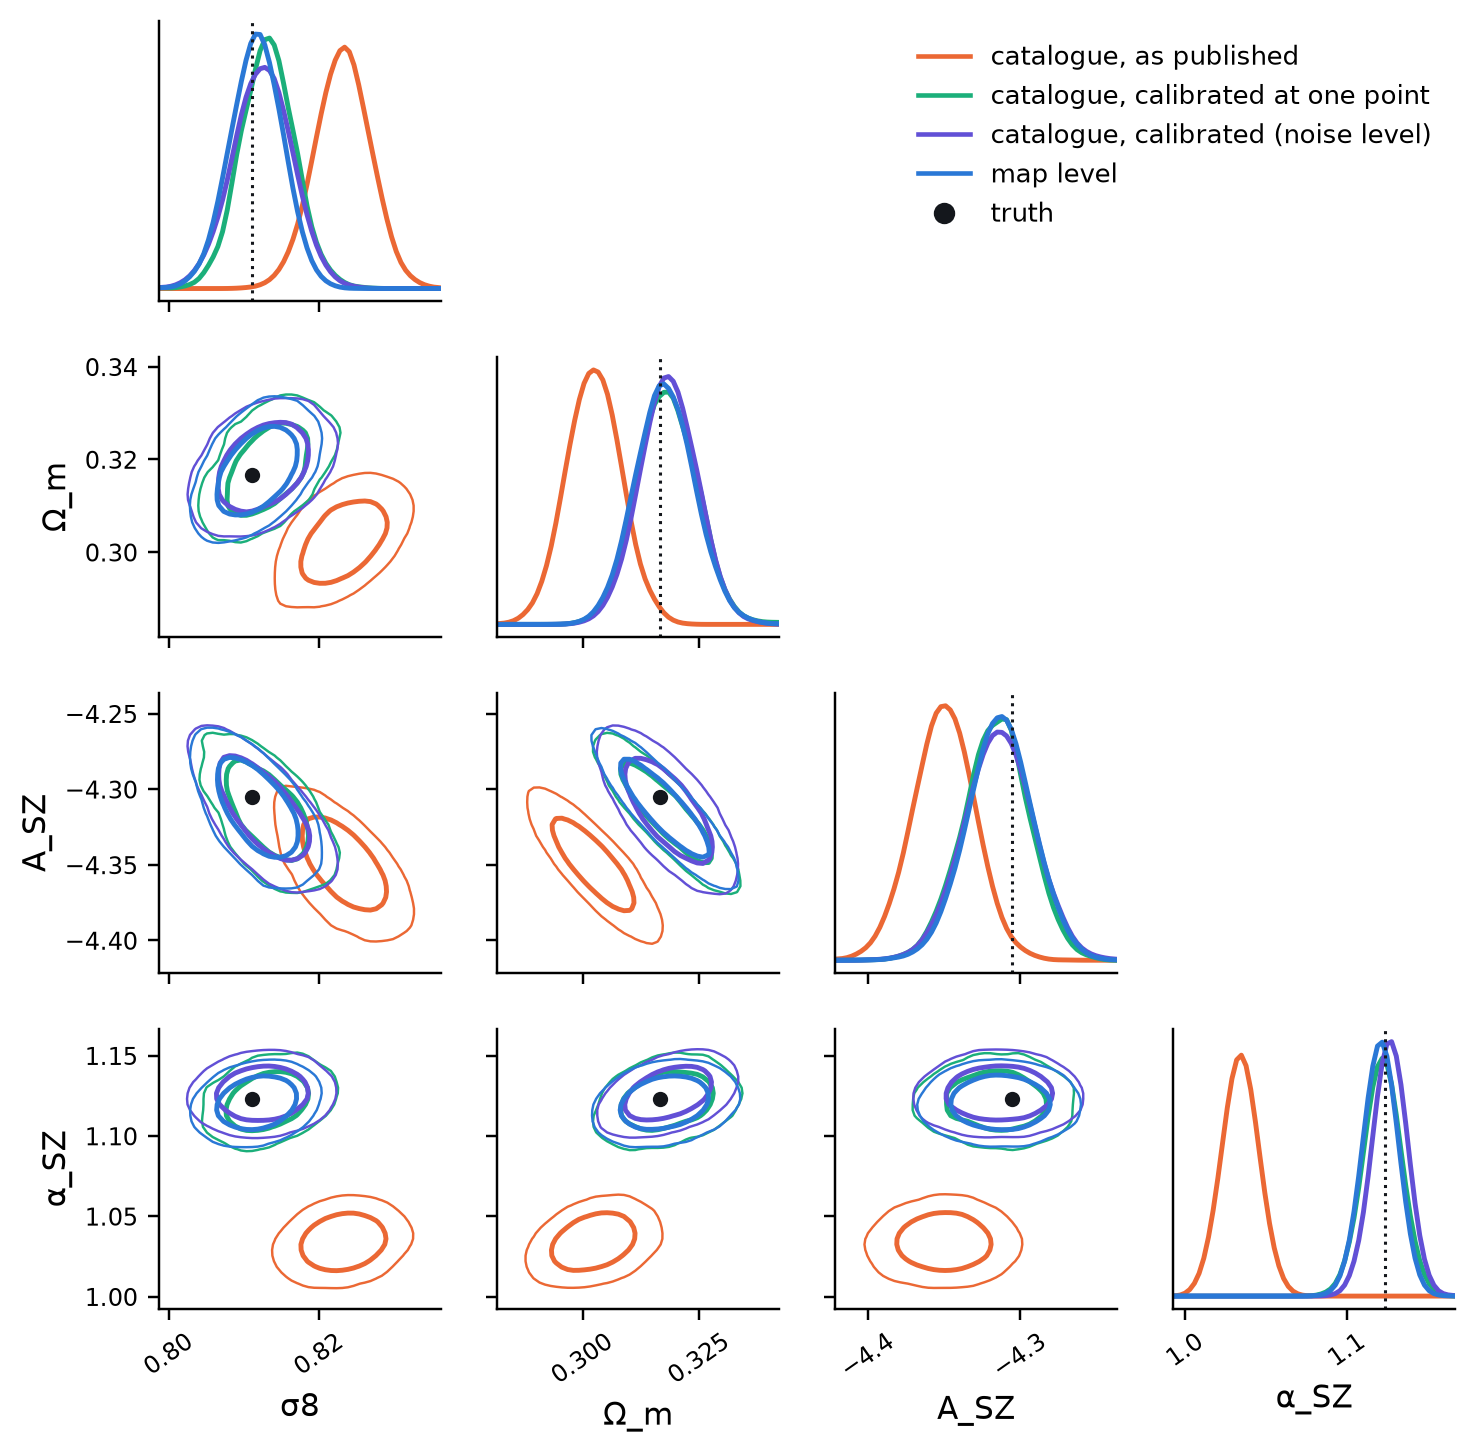 catalogue, as published
catalogue, calibrated at one point
catalogue, calibrated (noise level)
map level
truth
0.34
0.32
0.30
Ω_m
−4.25
−4.30
−4.35
−4.40
A_SZ
1.15
1.10
1.05
1.00
α_SZ
0.80 0.82
0.300 0.325
−4.4 −4.3
1.0 1.1
σ8
Ω_m
A_SZ
α_SZ